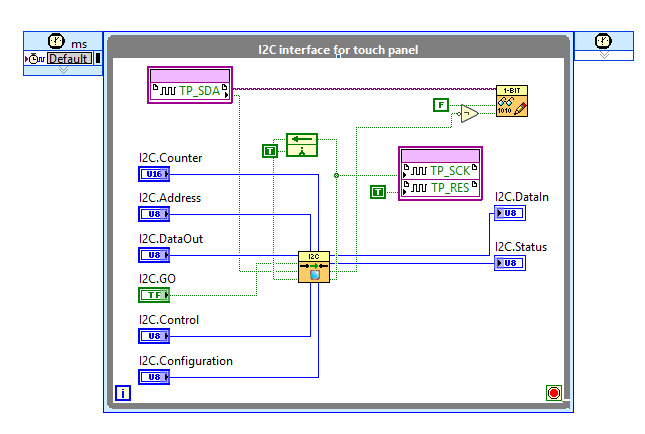 ms
Default
I2C interface for touch panel
TP_SDA
1-BIT
1010
F
T
TP_SCK
TP_RES
T
I2C.Counter
U16
I2C.Address
U8
I2C.DataOut
U8
I2C.GO
TF
I2C.Control
U8
I2C.Configuration
U8
I2C
I2C.DataIn
U8
I2C.Status
U8
i